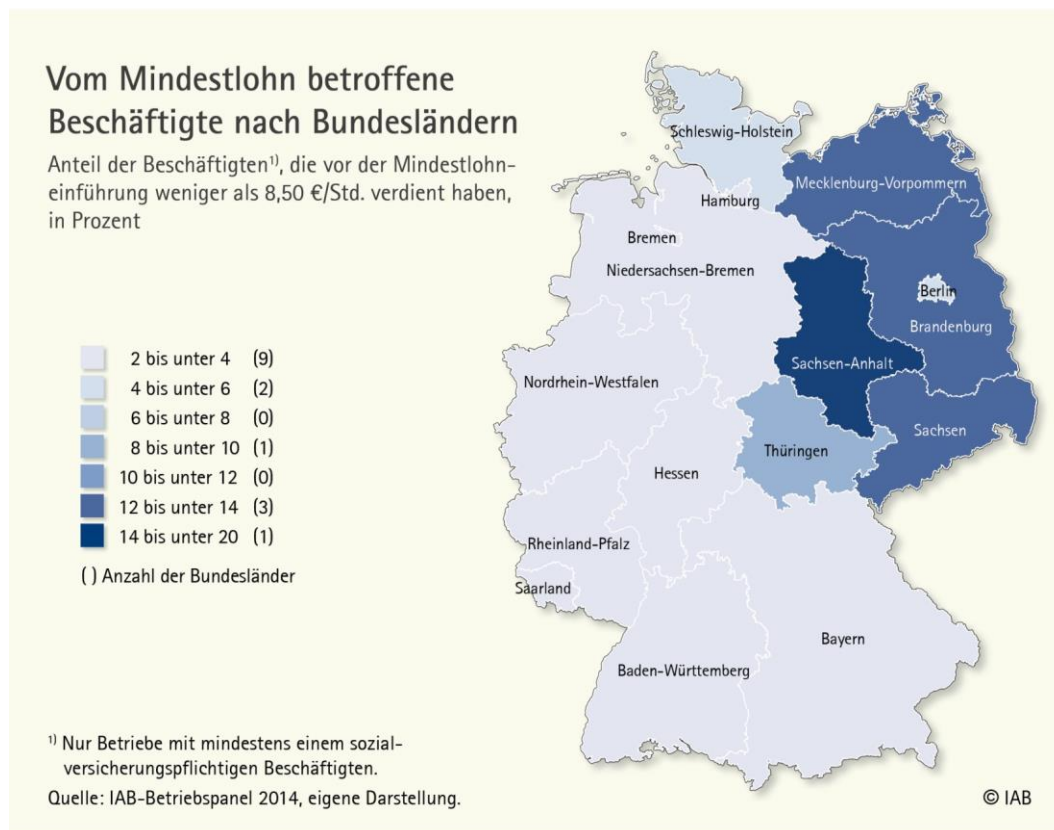 Vom Mindestlohn betroffene
Beschäftigte nach Bundesländern
Anteil der Beschäftigten¹⁾, die vor der Mindestlohn-
einführung weniger als 8,50 €/Std. verdient haben,
in Prozent
2 bis unter 4 (9)
4 bis unter 6 (2)
6 bis unter 8 (0)
8 bis unter 10 (1)
10 bis unter 12 (0)
12 bis unter 14 (3)
14 bis unter 20 (1)
( ) Anzahl der Bundesländer
Schleswig-Holstein
Mecklenburg-Vorpommern
Hamburg
Bremen
Niedersachsen-Bremen
Berlin
Brandenburg
Sachsen-Anhalt
Nordrhein-Westfalen
Sachsen
Thüringen
Hessen
Rheinland-Pfalz
Saarland
Bayern
Baden-Württemberg
¹⁾ Nur Betriebe mit mindestens einem sozial-
versicherungspflichtigen Beschäftigten.
Quelle: IAB-Betriebspanel 2014, eigene Darstellung.
© IAB